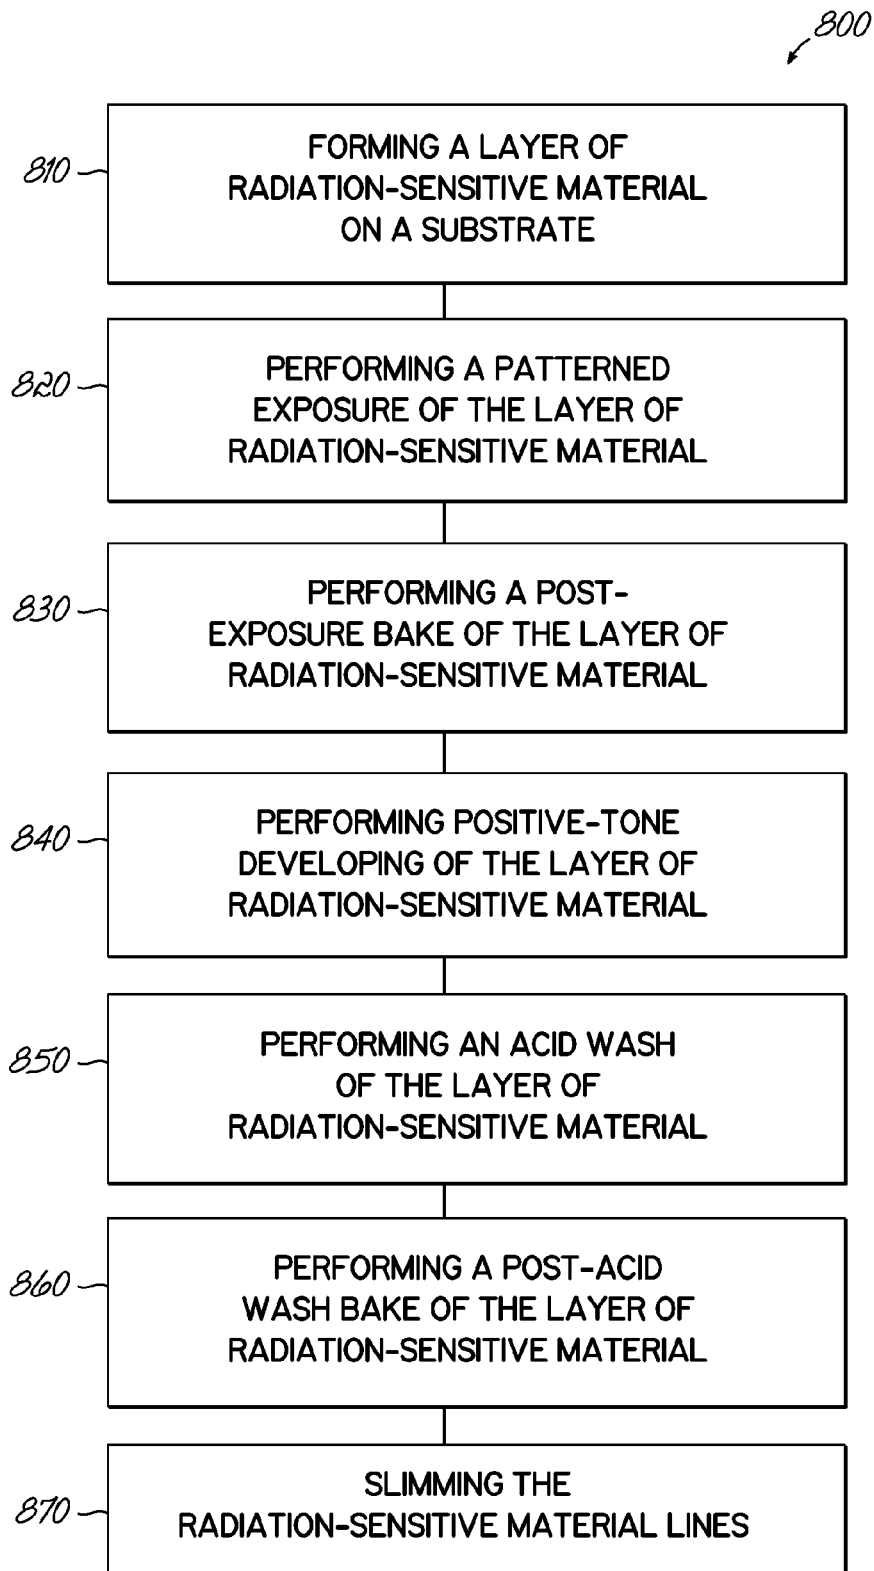 800
810
FORMING A LAYER OF
RADIATION-SENSITIVE MATERIAL
ON A SUBSTRATE
820
PERFORMING A PATTERNED
EXPOSURE OF THE LAYER OF
RADIATION-SENSITIVE MATERIAL
830
PERFORMING A POST-
EXPOSURE BAKE OF THE LAYER OF
RADIATION-SENSITIVE MATERIAL
840
PERFORMING POSITIVE-TONE
DEVELOPING OF THE LAYER OF
RADIATION-SENSITIVE MATERIAL
850
PERFORMING AN ACID WASH
OF THE LAYER OF
RADIATION-SENSITIVE MATERIAL
860
PERFORMING A POST-ACID
WASH BAKE OF THE LAYER OF
RADIATION-SENSITIVE MATERIAL
870
SLIMMING THE
RADIATION-SENSITIVE MATERIAL LINES